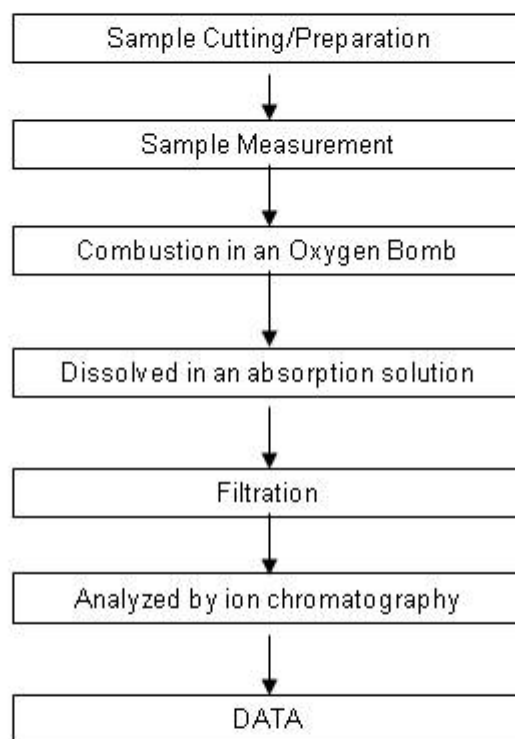 Sample Cutting/Preparation
Sample Measurement
Combustion in an Oxygen Bomb
Dissolved in an absorption solution
Filtration
Analyzed by ion chromatography
DATA